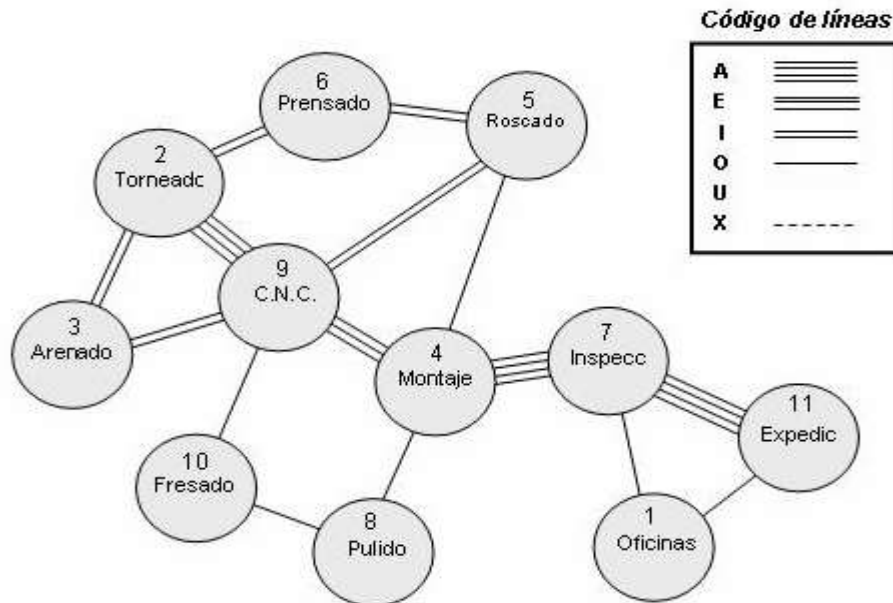 Código de líneas
A
E
I
O
U
X
6
Prensado
5
Roscado
2
Torneadc
9
C.N.C.
3
Arenado
4
Montaje
7
Inspecc
11
Expedic
10
Fresado
8
Pulido
1
Oficinas